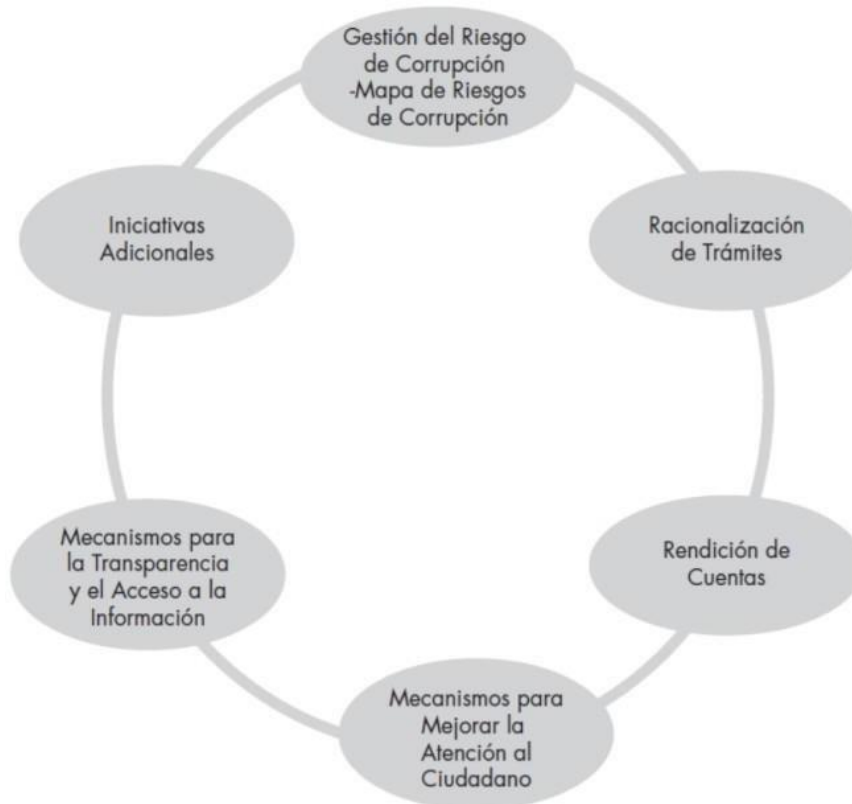 Gestión del Riesgo
de Corrupción
-Mapa de Riesgos
de Corrupción
Racionalización
de Trámites
Rendición de
Cuentas
Mecanismos para
Mejorar la
Atención al
Ciudadano
Mecanismos para
la Transparencia
y el Acceso a la
Información
Iniciativas
Adicionales